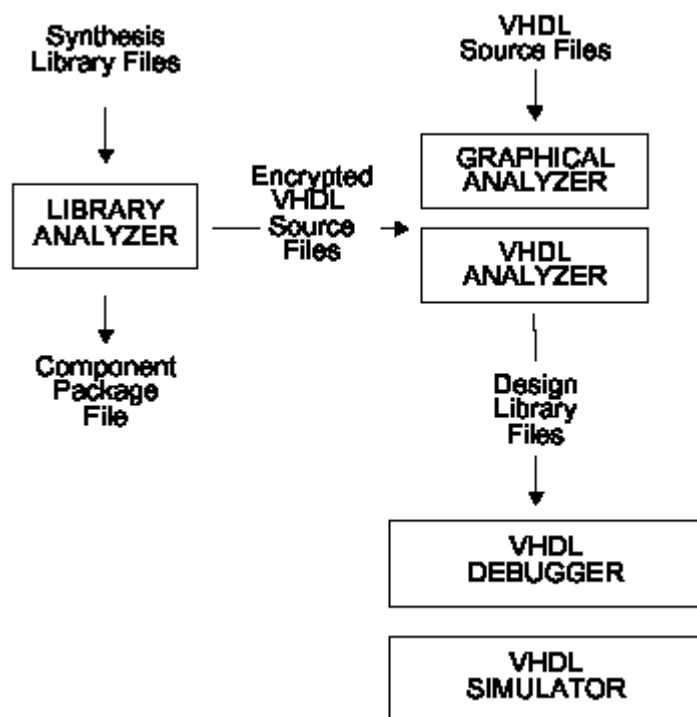 Synthesis
Library Files
VHDL
Source Files
GRAPHICAL
ANALYZER
LIBRARY
ANALYZER
Encrypted
VHDL
Source
Files
VHDL
ANALYZER
Component
Package
File
Design
Library
Files
VHDL
DEBUGGER
VHDL
SIMULATOR